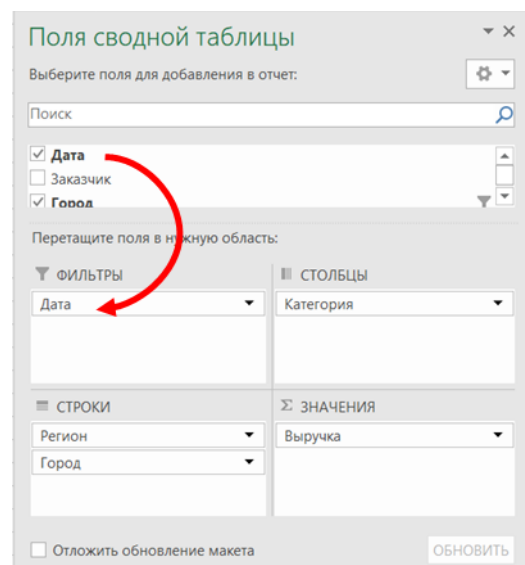 Поля сводной таблицы
Выберите поля для добавления в отчет:
Поиск
Дата
Заказчик
Город
Перетащите поля в нужную область:
ФИЛЬТРЫ
СТОЛБЦЫ
Дата
Категория
СТРОКИ
Σ ЗНАЧЕНИЯ
Регион
Выручка
Город
Отложить обновление макета
ОБНОВИТЬ